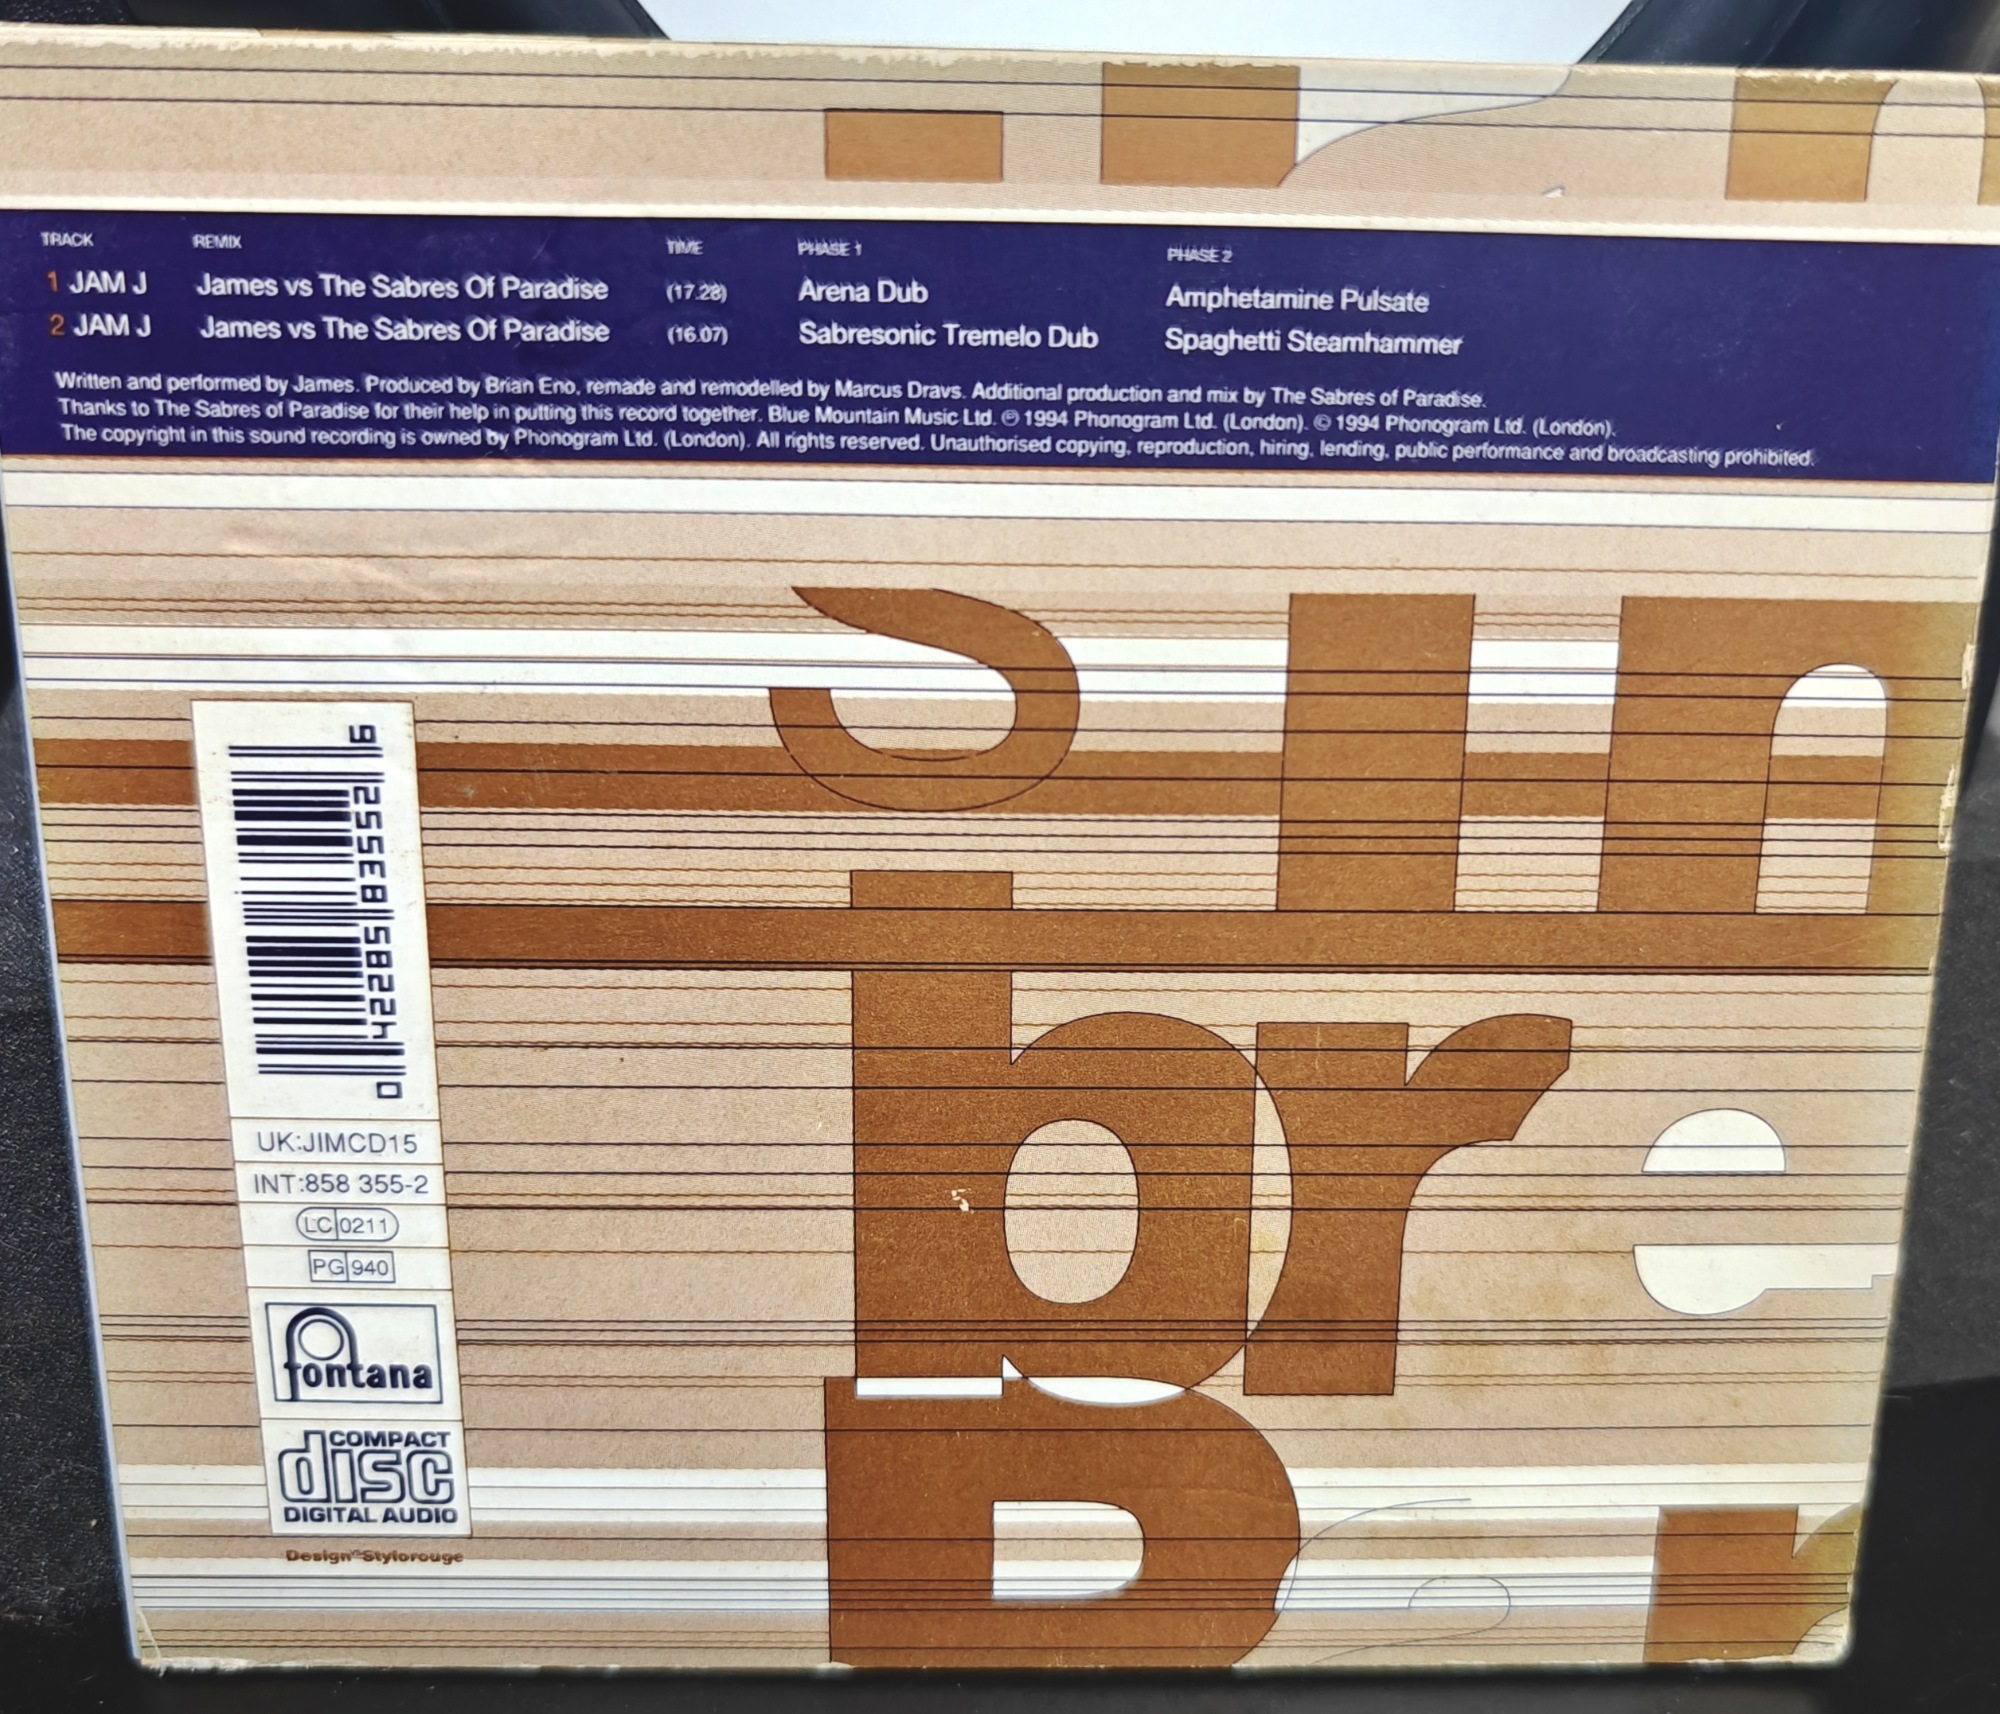 TRACK REMIX TIME PHASE 1 PHASE 2
1 JAM J James vs The Sabres Of Paradise (17.28) Arena Dub Amphetamine Pulsate
2 JAM J James vs The Sabres Of Paradise (16.07) Sabresonic Tremelo Dub Spaghetti Steamhammer
Written and performed by James. Produced by Brian Eno, remade and remodelled by Marcus Dravs. Additional production and mix by The Sabres of Paradise.
Thanks to The Sabres of Paradise for their help in putting this record together. Blue Mountain Music Ltd. ℗ 1994 Phonogram Ltd. (London). © 1994 Phonogram Ltd. (London).
The copyright in this sound recording is owned by Phonogram Ltd. (London). All rights reserved. Unauthorised copying, reproduction, hiring, lending, public performance and broadcasting prohibited.
0 42285 83552 6
UK:JIMCD15
INT:858 355-2
LC 0211
PG 940
fontana
COMPACT
disc
DIGITAL AUDIO
Design Stylorouge
br